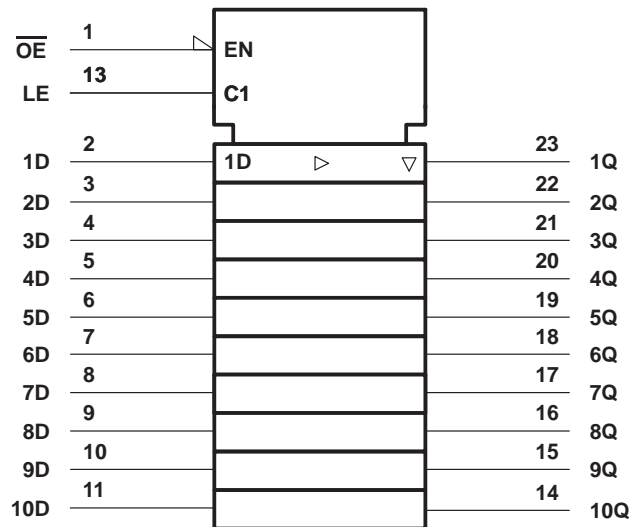 O̅E̅ 1 EN
LE 13 C1
1D 2 1D 23 1Q
2D 3 22 2Q
3D 4 21 3Q
4D 5 20 4Q
5D 6 19 5Q
6D 7 18 6Q
7D 8 17 7Q
8D 9 16 8Q
9D 10 15 9Q
10D 11 14 10Q